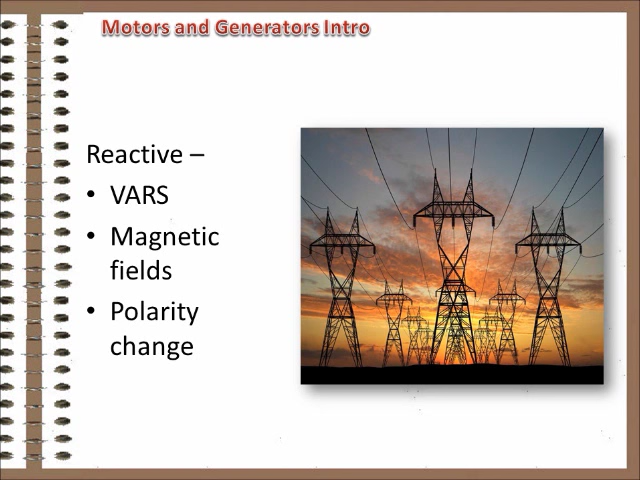 Motors and Generators Intro
Reactive –
• VARS
• Magnetic
fields
• Polarity
change